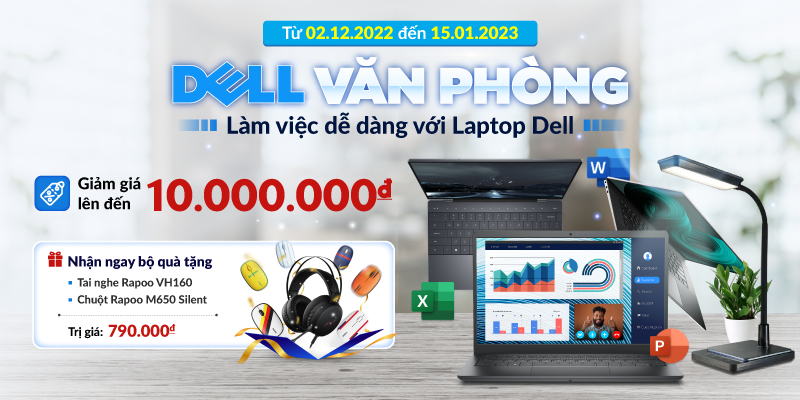 Từ 02.12.2022 đến 15.01.2023
DELL VĂN PHÒNG
Làm việc dễ dàng với Laptop Dell
Giảm giá
lên đến
10.000.000đ
Nhận ngay bộ quà tặng
Tai nghe Rapoo VH160
Chuột Rapoo M650 Silent
Trị giá: 790.000đ
W
X
P